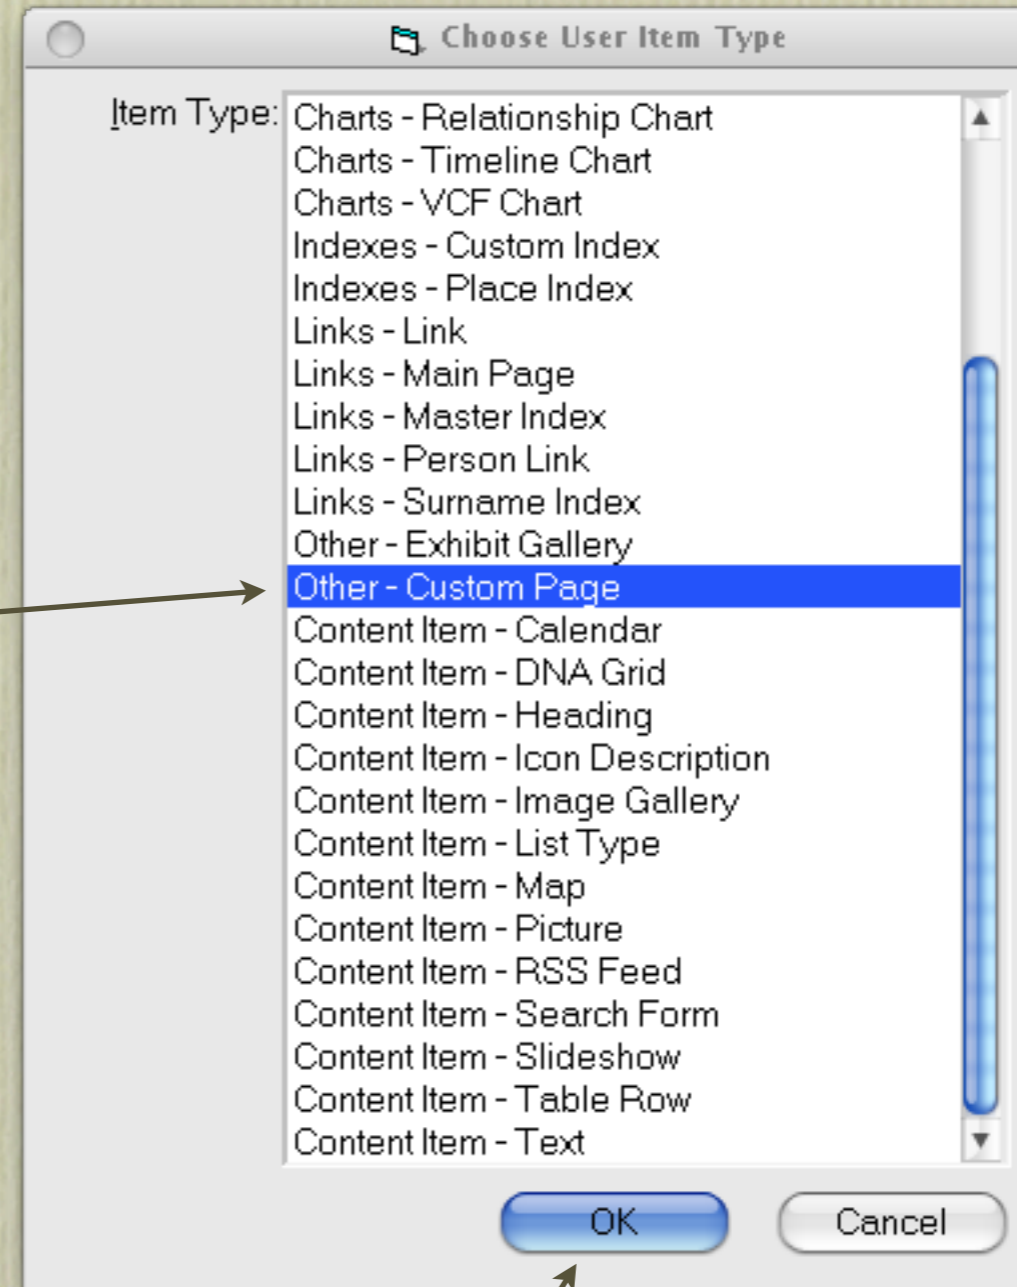 Choose User Item Type
Item Type:
Charts - Relationship Chart
Charts - Timeline Chart
Charts - VCF Chart
Indexes - Custom Index
Indexes - Place Index
Links - Link
Links - Main Page
Links - Master Index
Links - Person Link
Links - Surname Index
Other - Exhibit Gallery
Other - Custom Page
Content Item - Calendar
Content Item - DNA Grid
Content Item - Heading
Content Item - Icon Description
Content Item - Image Gallery
Content Item - List Type
Content Item - Map
Content Item - Picture
Content Item - RSS Feed
Content Item - Search Form
Content Item - Slideshow
Content Item - Table Row
Content Item - Text
OK Cancel